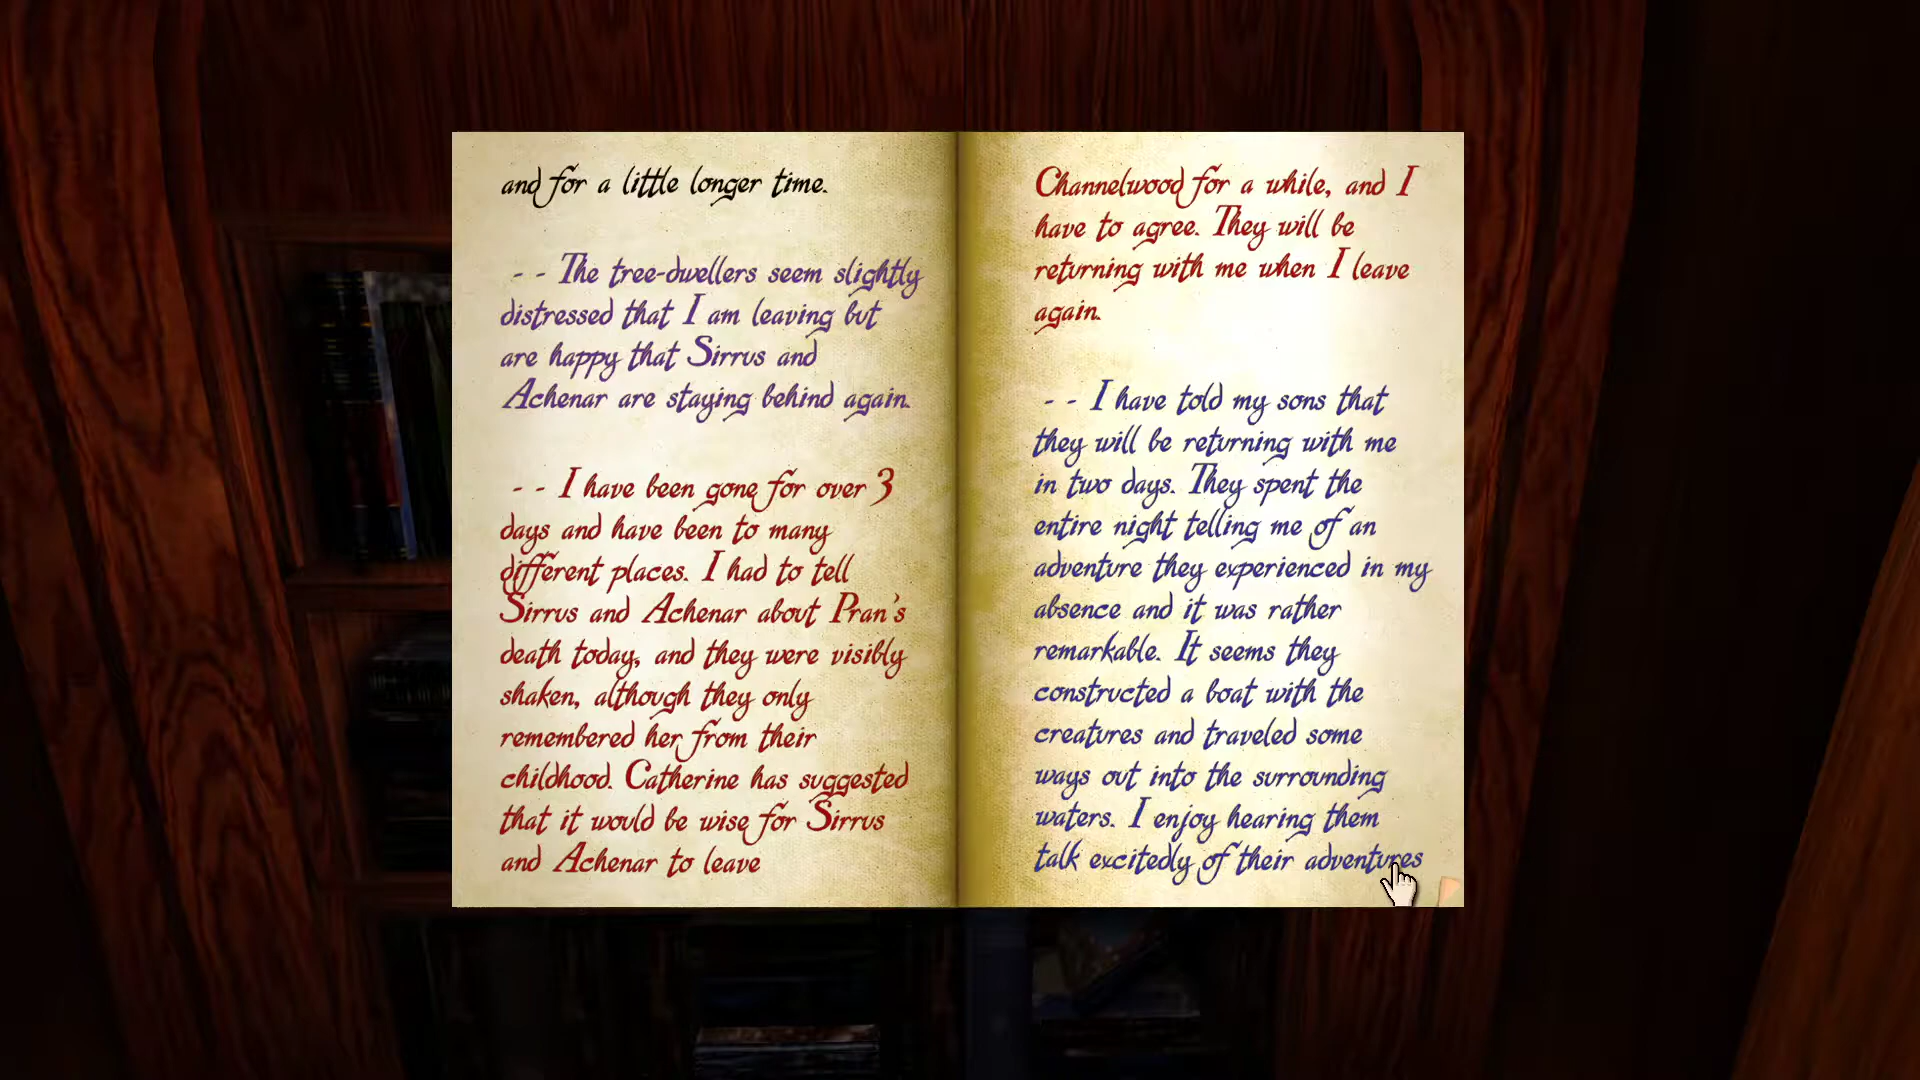 and for a little longer time.
- - The tree-dwellers seem slightly
distressed that I am leaving but
are happy that Sirrus and
Achenar are staying behind again.
- - I have been gone for over 3
days and have been to many
different places. I had to tell
Sirrus and Achenar about Pran's
death today, and they were visibly
shaken, although they only
remembered her from their
childhood. Catherine has suggested
that it would be wise for Sirrus
and Achenar to leave
Channelwood for a while, and I
have to agree. They will be
returning with me when I leave
again.
- - I have told my sons that
they will be returning with me
in two days. They spent the
entire night telling me of an
adventure they experienced in my
absence and it was rather
remarkable. It seems they
constructed a boat with the
creatures and traveled some
ways out into the surrounding
waters. I enjoy hearing them
talk excitedly of their adventures